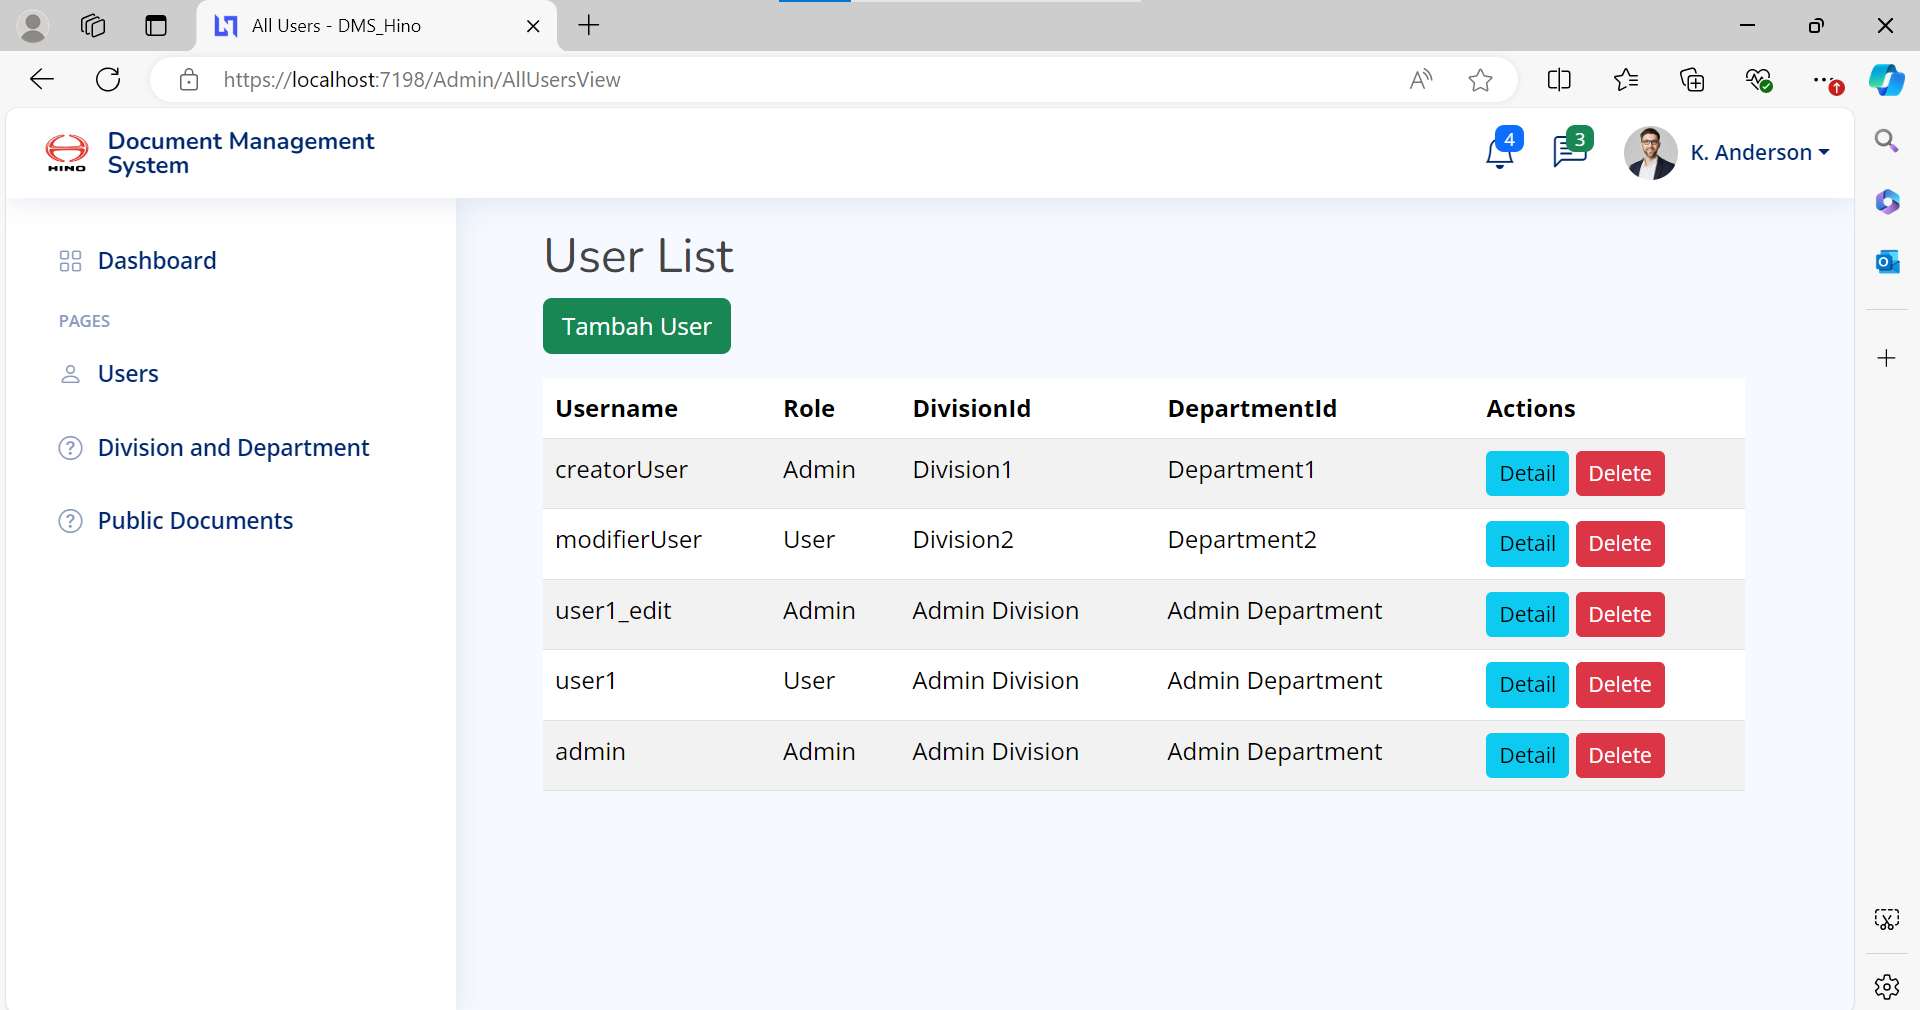 All Users - DMS_Hino
https://localhost:7198/Admin/AllUsersView
HINO
Document Management
System
4
3
K. Anderson
Dashboard
PAGES
Users
Division and Department
Public Documents
User List
Tambah User
Username Role DivisionId DepartmentId Actions
creatorUser Admin Division1 Department1 Detail Delete
modifierUser User Division2 Department2 Detail Delete
user1_edit Admin Admin Division Admin Department Detail Delete
user1 User Admin Division Admin Department Detail Delete
admin Admin Admin Division Admin Department Detail Delete